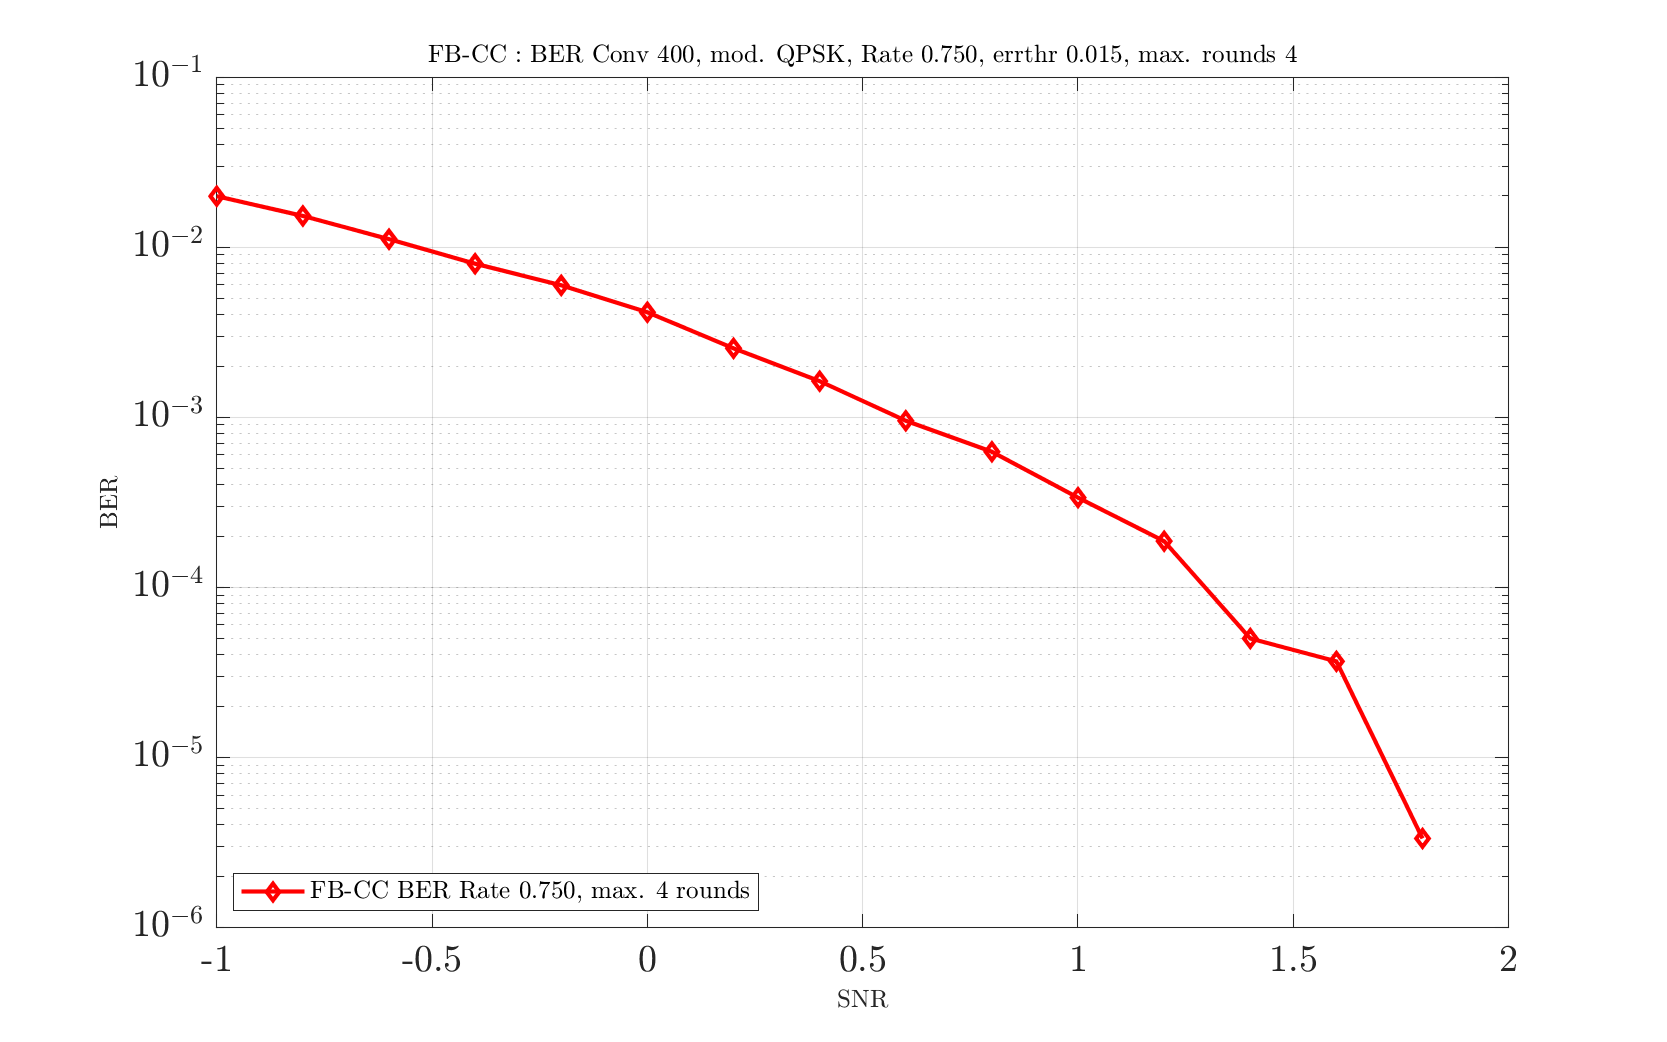 FB-CC : BER Conv 400, mod. QPSK, Rate 0.750, errthr 0.015, max. rounds 4
10⁻¹
10⁻²
10⁻³
10⁻⁴
10⁻⁵
10⁻⁶
BER
FB-CC BER Rate 0.750, max. 4 rounds
-1 -0.5 0 0.5 1 1.5 2
SNR